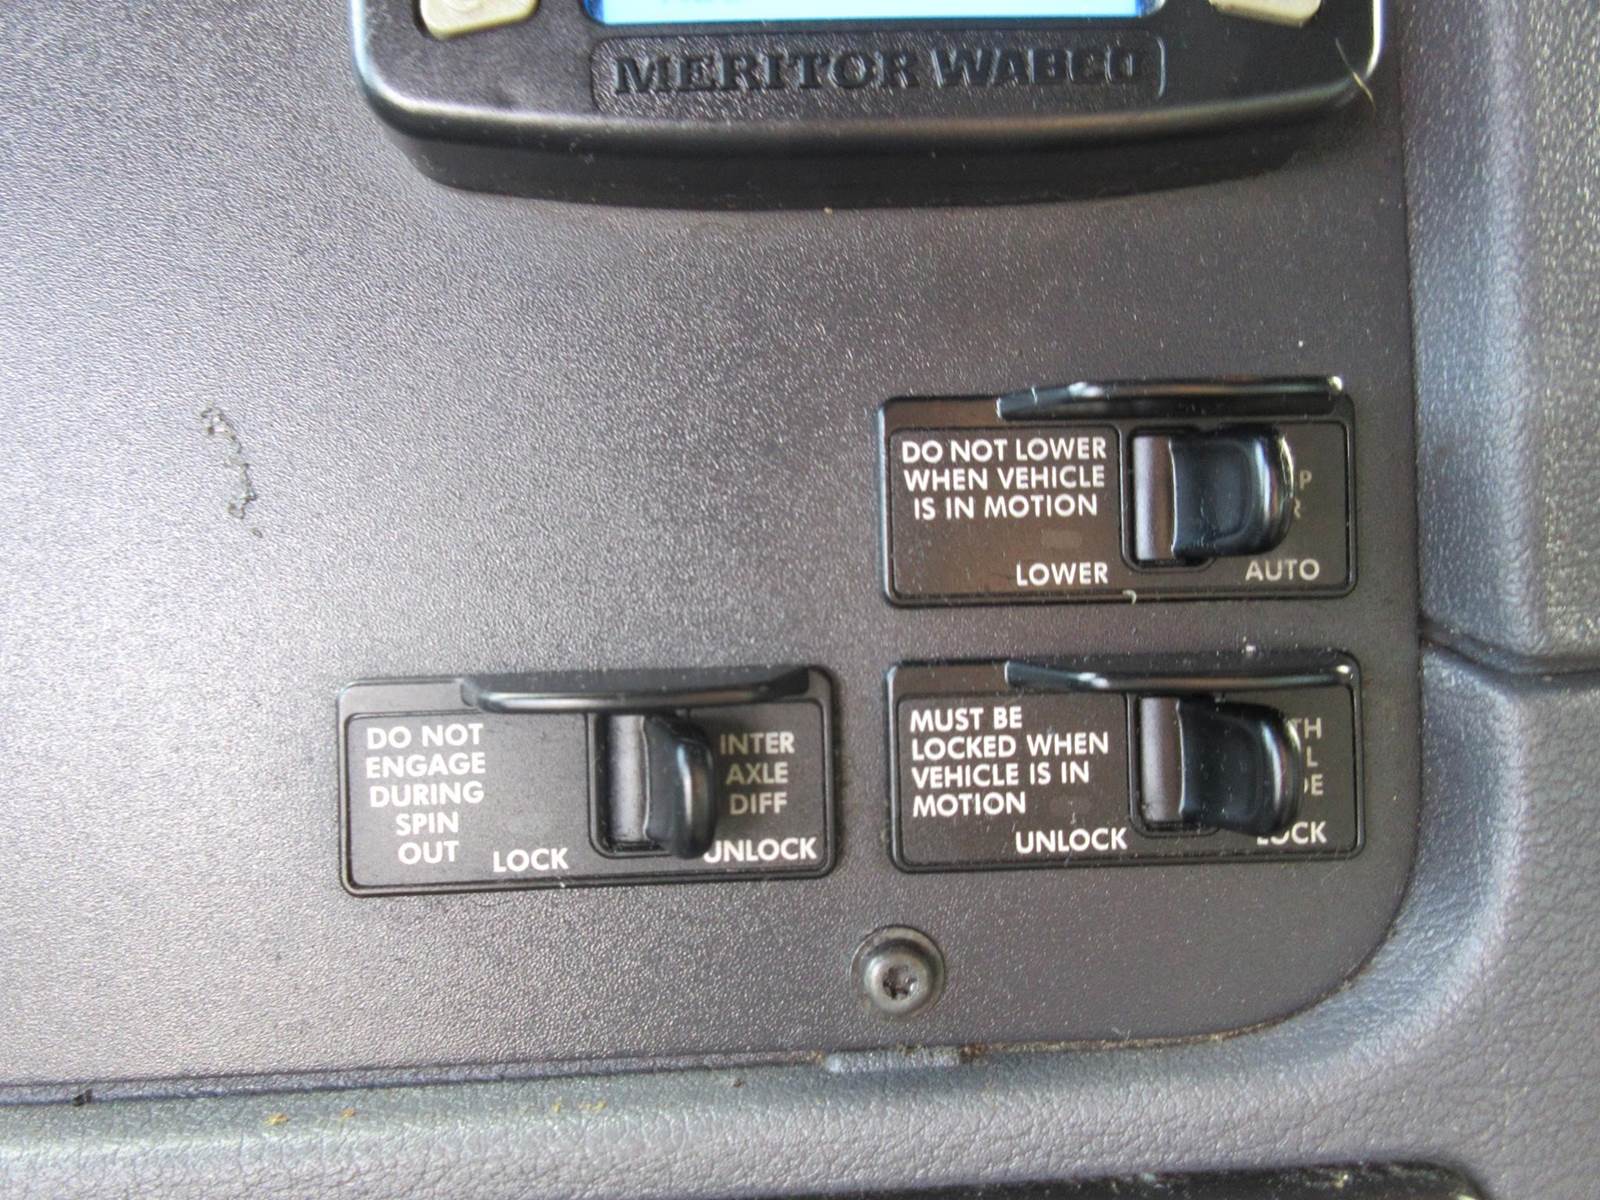 MERITOR WABCO
DO NOT LOWER
WHEN VEHICLE
IS IN MOTION
LOWER
AUTO
DO NOT
ENGAGE
DURING
SPIN
OUT
LOCK
INTER
AXLE
DIFF
UNLOCK
MUST BE
LOCKED WHEN
VEHICLE IS IN
MOTION
UNLOCK
LOCK